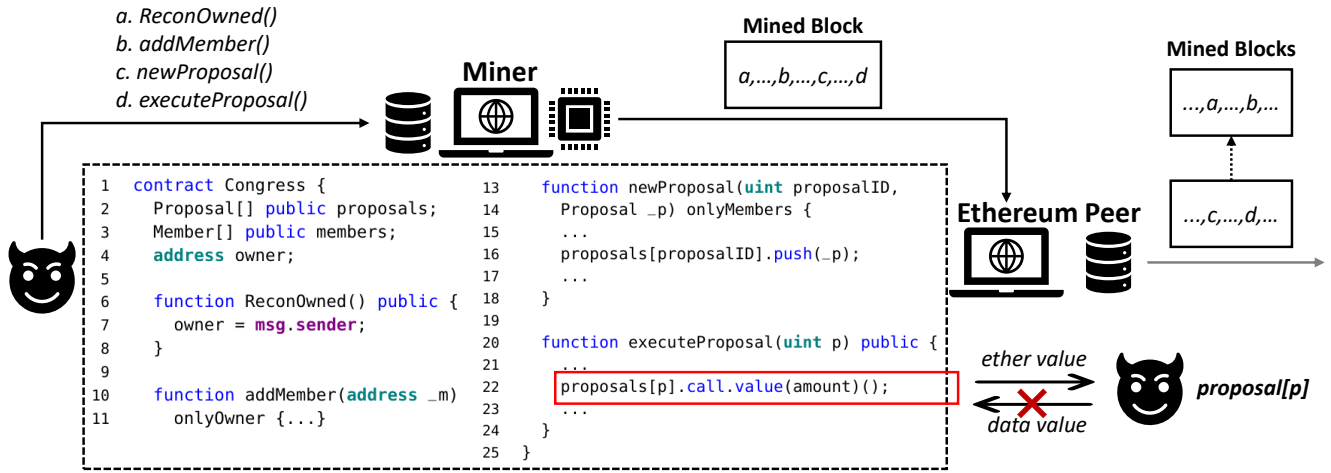 a. ReconOwned()
b. addMember()
c. newProposal()
d. executeProposal()
Miner
Mined Block
a,...,b,...,c,...,d
Mined Blocks
...,a,...,b,...
...,c,...,d,...
Ethereum Peer
1 contract Congress {
2 Proposal[] public proposals;
3 Member[] public members;
4 address owner;
5
6 function ReconOwned() public {
7 owner = msg.sender;
8 }
9
10 function addMember(address _m)
11 onlyOwner {...}
13 function newProposal(uint proposalID,
14 Proposal _p) onlyMembers {
15 ...
16 proposals[proposalID].push(_p);
17 ...
18 }
19
20 function executeProposal(uint p) public {
21 ...
22 proposals[p].call.value(amount)();
23 ...
24 }
25 }
ether value
data value
proposal[p]